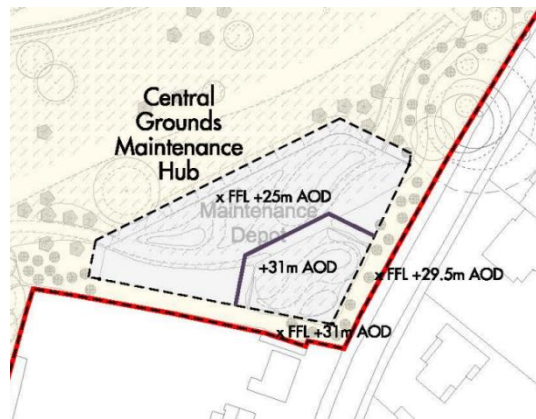 Central
Grounds
Maintenance
Hub
x FFL +25m AOD
Maintenance
Depot
+31m AOD
x FFL +29.5m AOD
x FFL +31m AOD